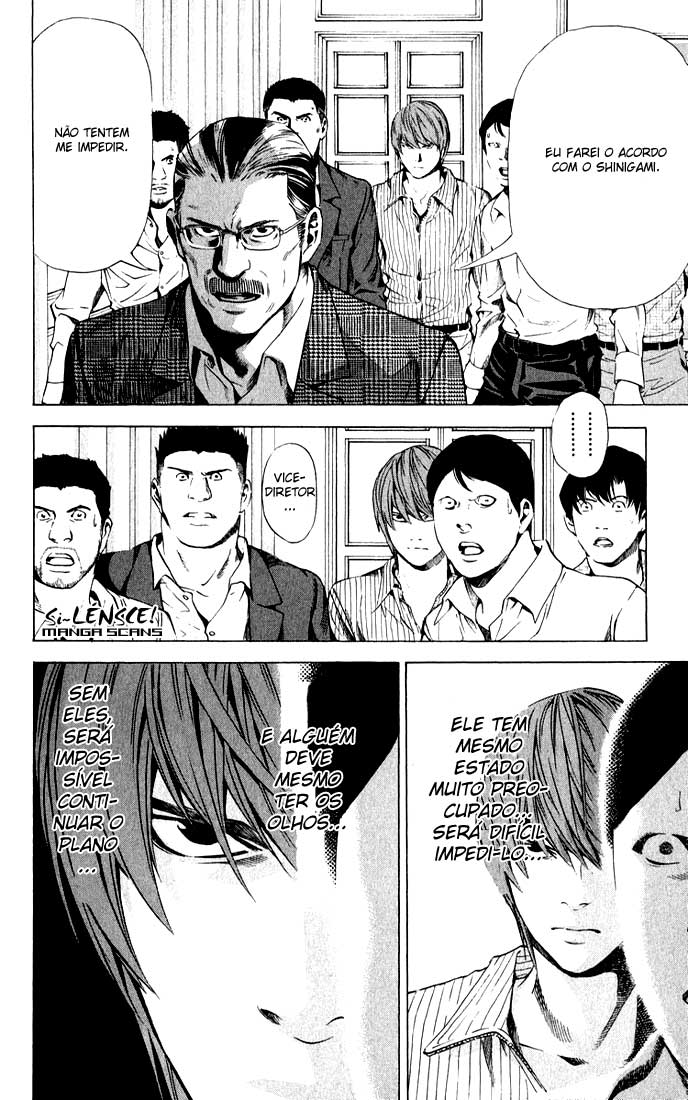 EU FAREI O ACORDO
COM O SHINIGAMI.
NÃO TENTEM
ME IMPEDIR.
.......
VICE-
DIRETOR
...
Si-LENSCE!
MANGA SCANS
ELE TEM
MESMO
ESTADO
MUITO PREO-
CUPADO...
SERÁ DIFÍCIL
IMPEDI-LO...
E ALGUÉM
DEVE
MESMO
TER OS
OLHOS...
SEM
ELES,
SERÁ
IMPOS-
SÍVEL
CONTI-
NUAR O
PLANO
...